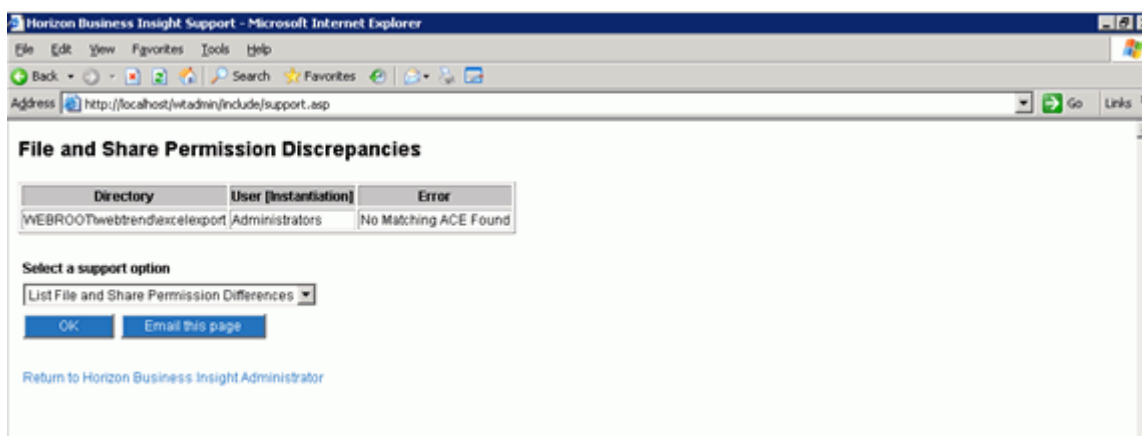 Horizon Business Insight Support - Microsoft Internet Explorer
File Edit View Favorites Tools Help
Back Search Favorites
Address http://localhost/wtadmin/include/support.asp Go Links
File and Share Permission Discrepancies
Directory User [Instantiation] Error
WEBROOT\webtrend\excelexport Administrators No Matching ACE Found
Select a support option
List File and Share Permission Differences
OK Email this page
Return to Horizon Business Insight Administrator